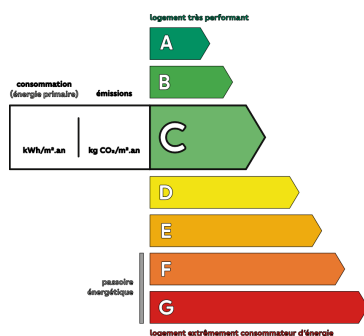 logement très performant
A
B
consommation
(énergie primaire)
émissions
C
kWh/m².an
kg CO₂/m².an
D
E
F
passoire
énergétique
G
logement extrêmement consommateur d'énergie